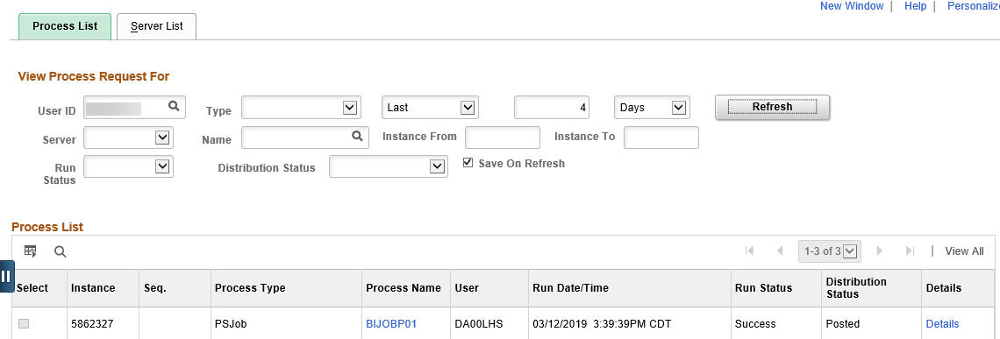 New Window | Help | Personaliz
Process List Server List
View Process Request For
User ID Type Last 4 Days Refresh
Server Name Instance From Instance To
Run Status Distribution Status Save On Refresh
Process List
1-3 of 3 | View All
Select Instance Seq. Process Type Process Name User Run Date/Time Run Status Distribution Status Details
5862327 PSJob BIJOBP01 DA00LHS 03/12/2019 3:39:39PM CDT Success Posted Details